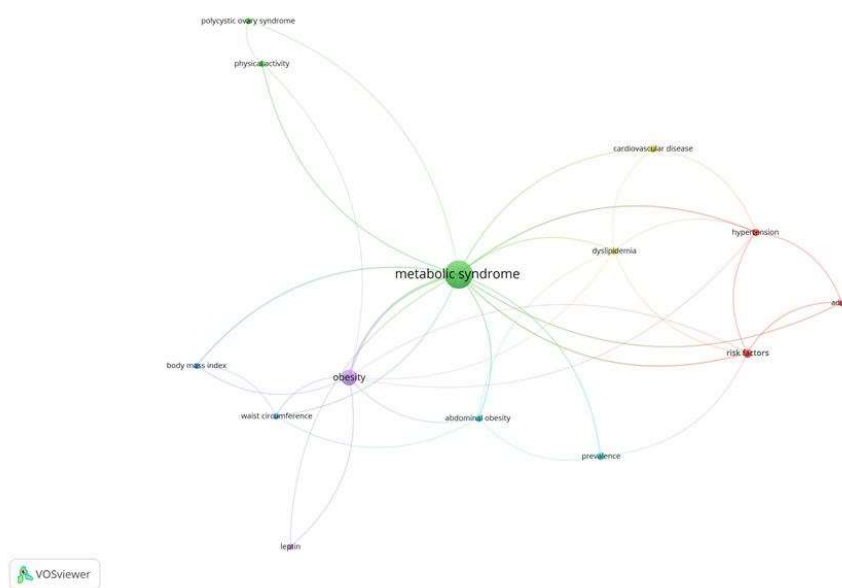 polycystic ovary syndrome
physical activity
cardiovascular disease
hypertension
dyslipidemia
metabolic syndrome
risk factors
body mass index
obesity
waist circumference
abdominal obesity
prevalence
leptin
VOSviewer